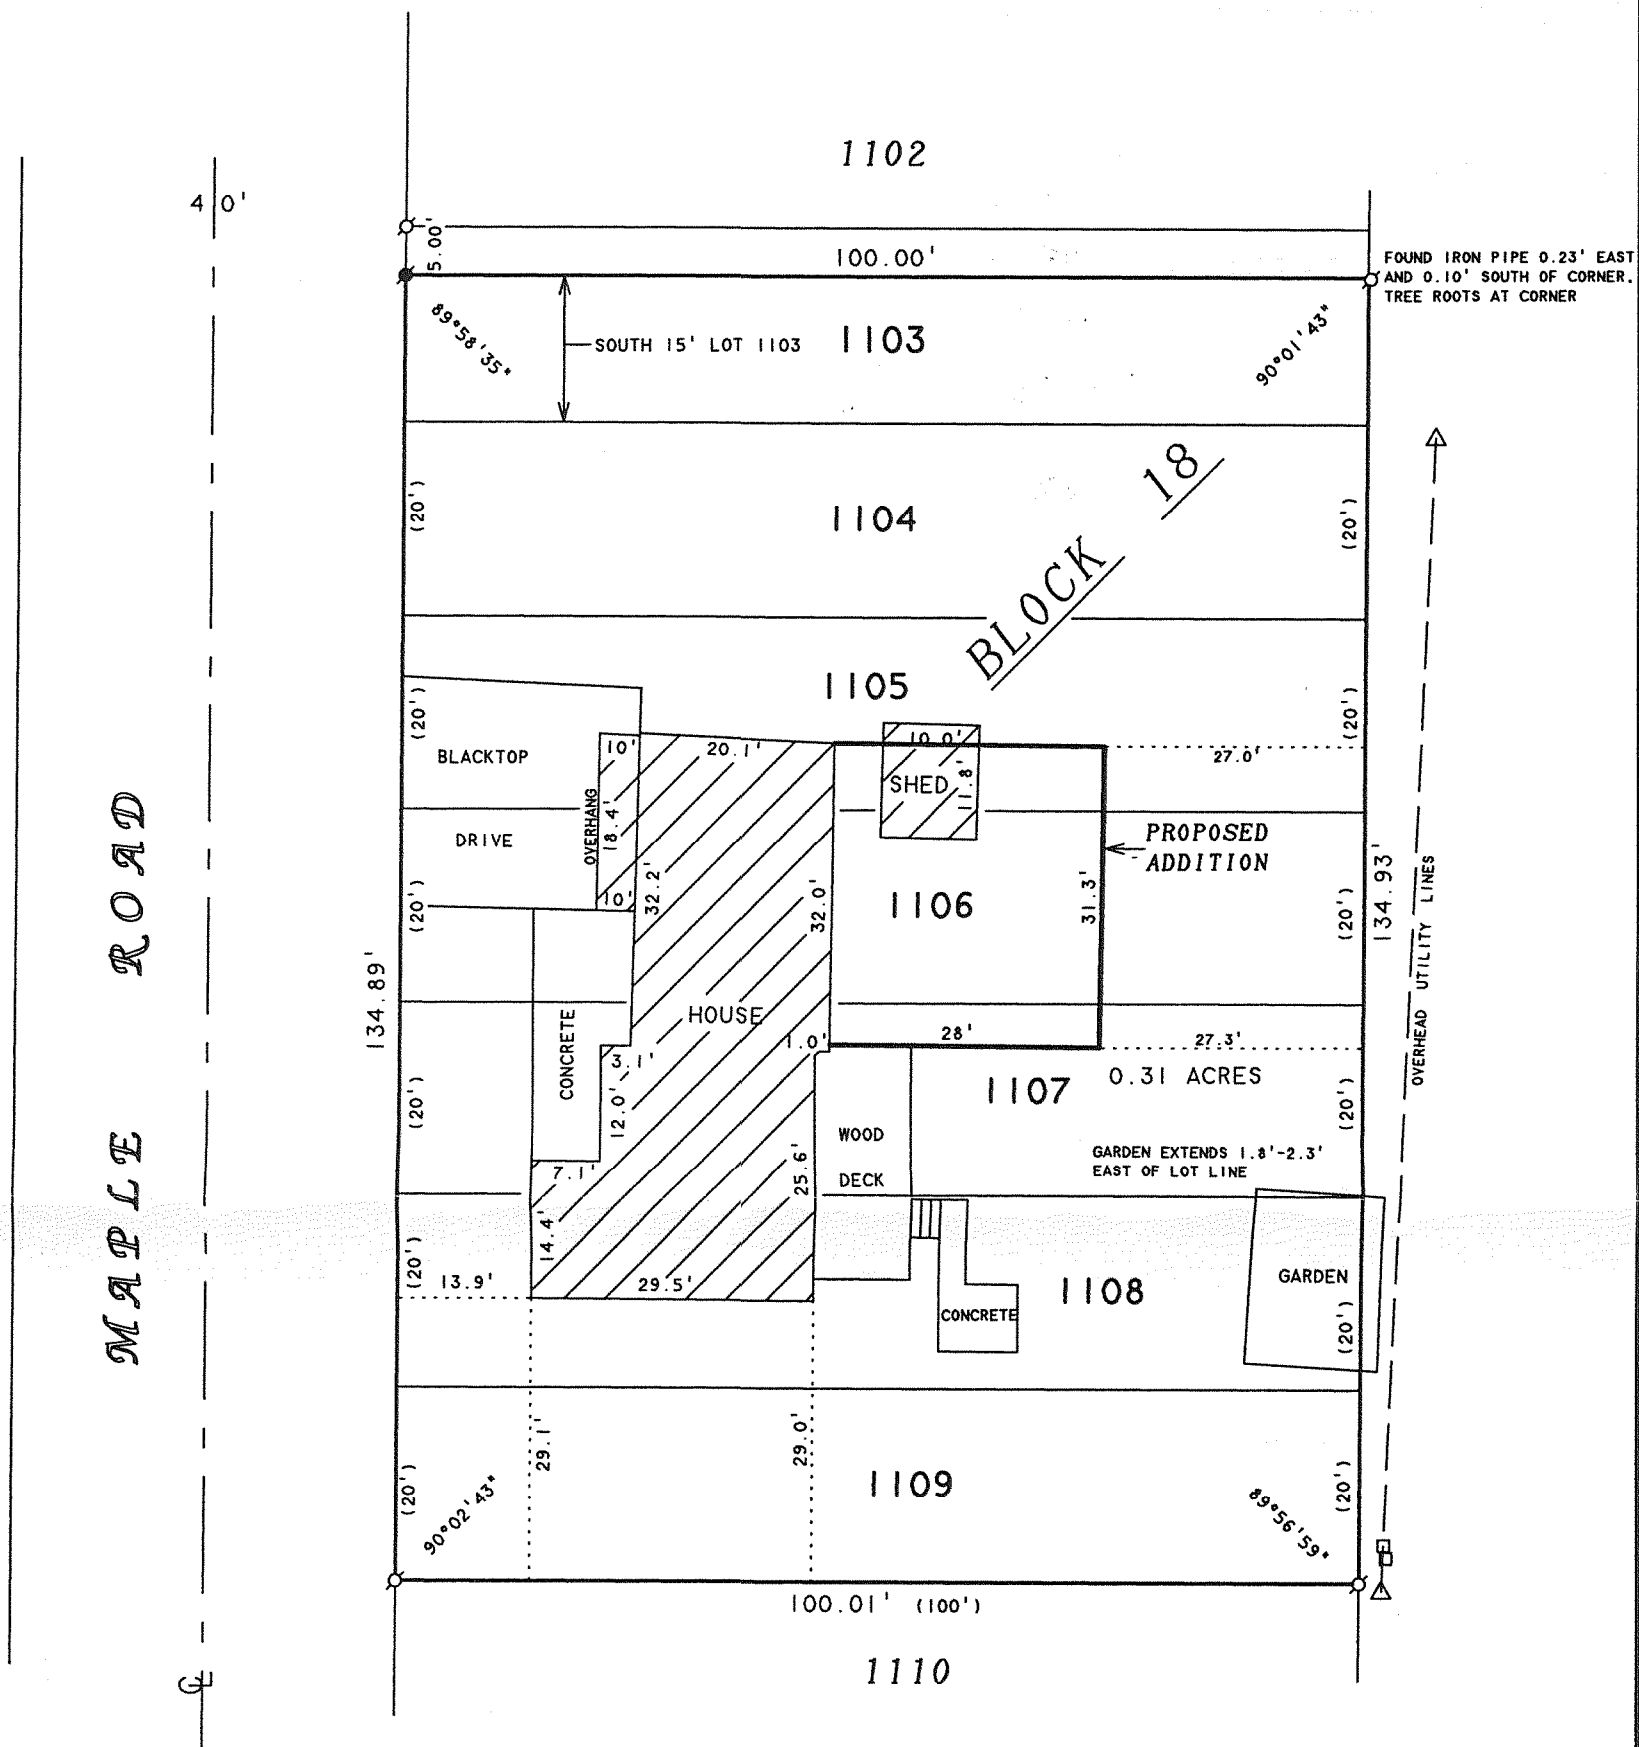 1102
40'
5.00'
100.00'
FOUND IRON PIPE 0.23' EAST
AND 0.10' SOUTH OF CORNER.
TREE ROOTS AT CORNER
89°58'35"
SOUTH 15' LOT 1103
1103
90°01'43"
BLOCK 18
(20')
1104
(20')
1105
(20')
(20')
BLACKTOP
10'
20.1'
10.0'
27.0'
SHED
11.8'
OVERHANG
18.4'
DRIVE
PROPOSED
ADDITION
10'
32.2'
32.0'
1106
31.3'
(20')
(20')
134.93'
OVERHEAD UTILITY LINES
MAPLE ROAD
134.89'
CONCRETE
HOUSE
1.0'
28'
27.3'
3.1'
12.0'
1107
0.31 ACRES
(20')
(20')
WOOD
DECK
GARDEN EXTENDS 1.8'-2.3'
EAST OF LOT LINE
7.1'
25.6'
14.4'
(20')
13.9'
29.5'
1108
GARDEN
CONCRETE
(20')
29.1'
29.0'
1109
(20')
90°02'43"
89°56'59"
(20')
100.01' (100')
1110
CL